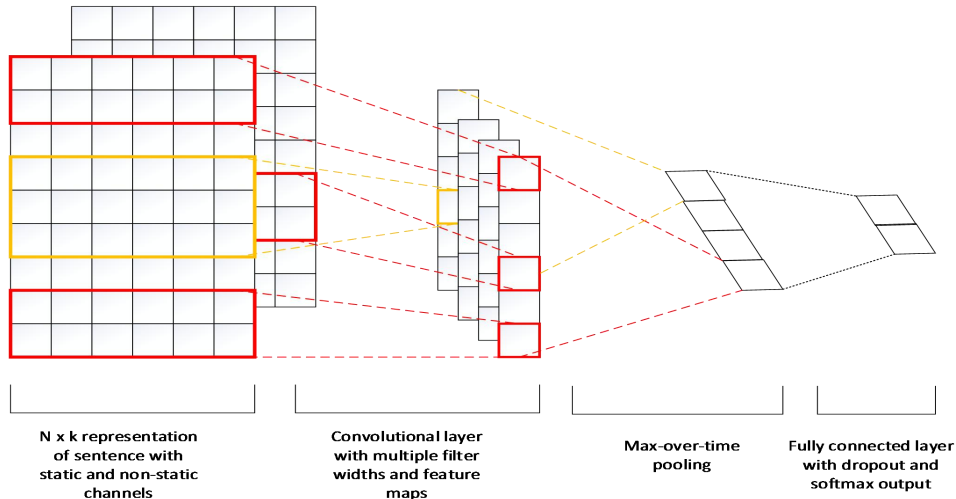 N x k representation
of sentence with
static and non-static
channels
Convolutional layer
with multiple filter
widths and feature
maps
Max-over-time
pooling
Fully connected layer
with dropout and
softmax output